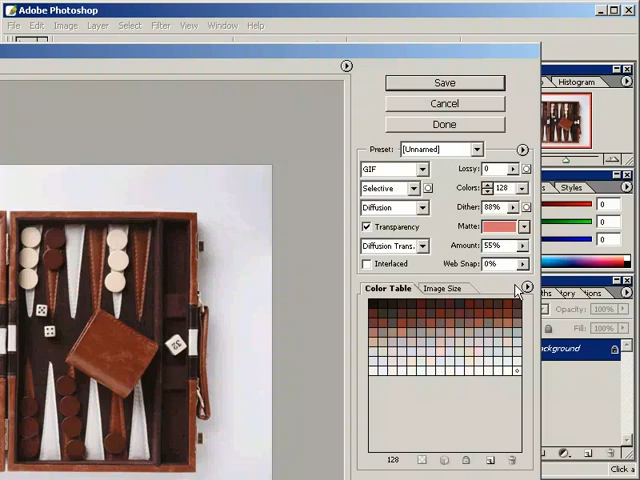 Adobe Photoshop
File Edit Image Layer Select Filter View Window Help
Histogram
Save
Cancel
Done
Preset: [Unnamed]
GIF Lossy: 0
Selective Colors: 128
Diffusion Dither: 88%
Transparency Matte:
Diffusion Trans... Amount: 55%
Interlaced Web Snap: 0%
Color Table Image Size
128
Styles
0
0
0
Opacity: 100%
Fill: 100%
Click a
32